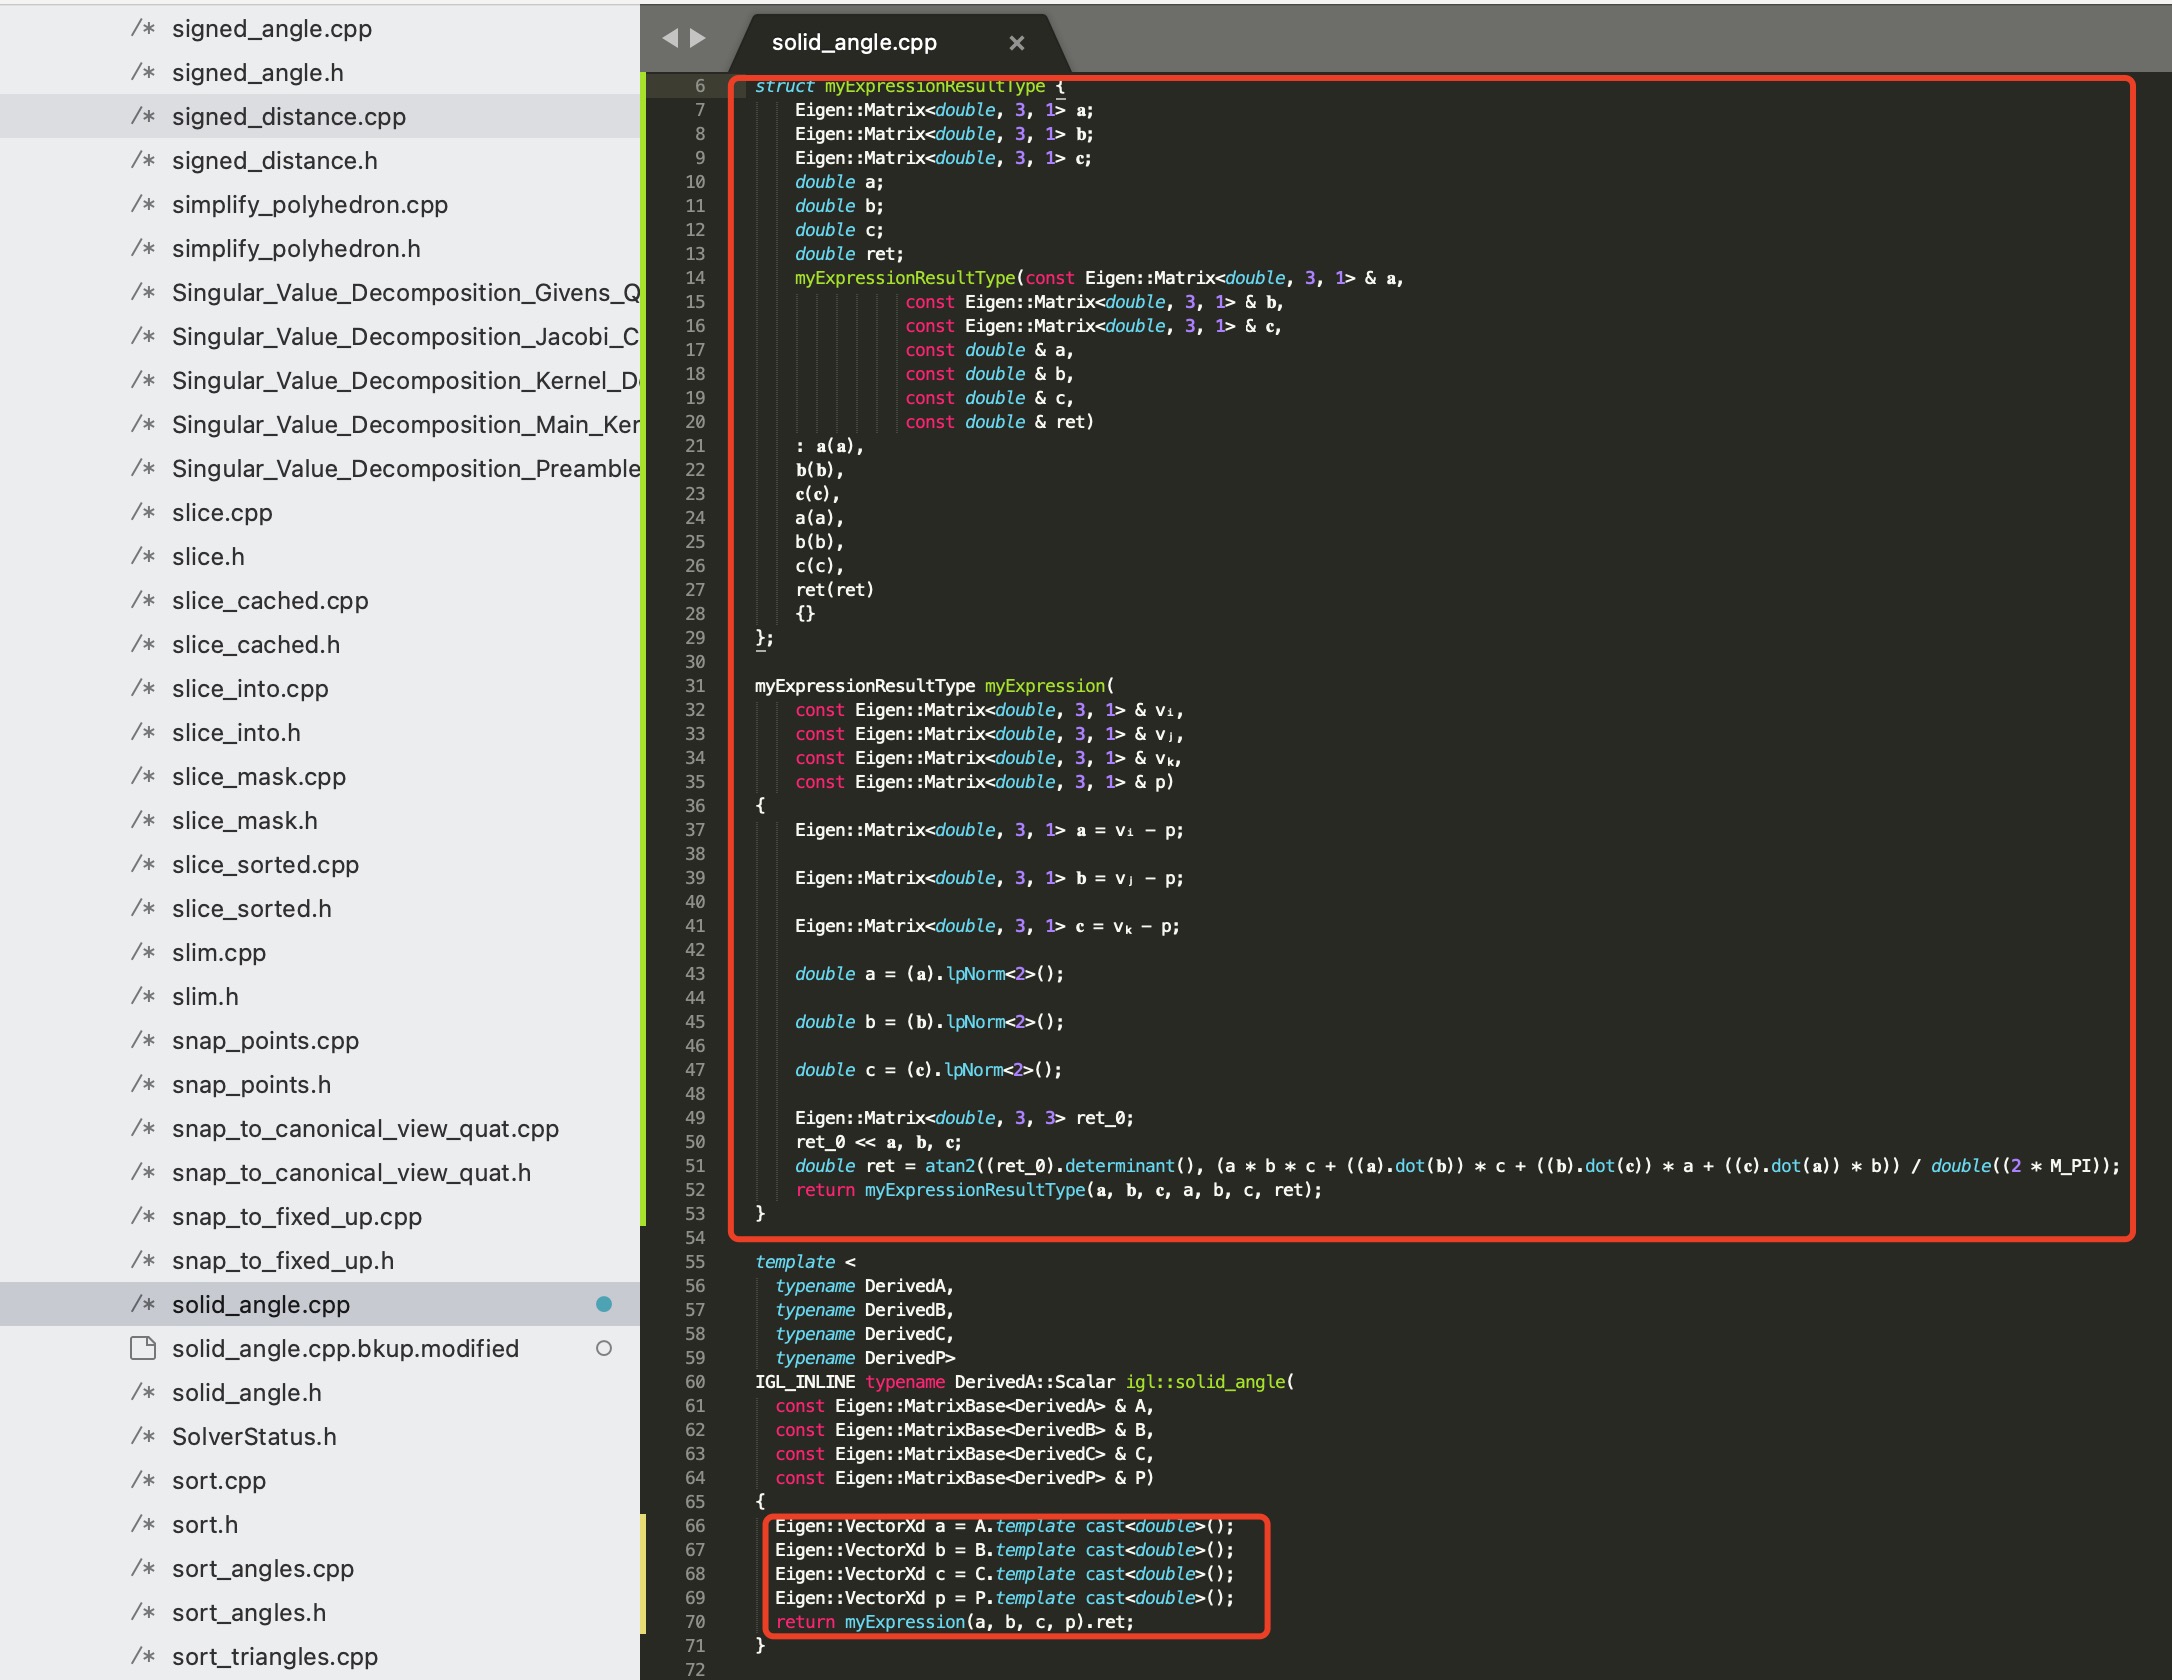 signed_angle.cpp
signed_angle.h
signed_distance.cpp
signed_distance.h
simplify_polyhedron.cpp
simplify_polyhedron.h
Singular_Value_Decomposition_Givens_Q
Singular_Value_Decomposition_Jacobi_C
Singular_Value_Decomposition_Kernel_D
Singular_Value_Decomposition_Main_Ker
Singular_Value_Decomposition_Preamble
slice.cpp
slice.h
slice_cached.cpp
slice_cached.h
slice_into.cpp
slice_into.h
slice_mask.cpp
slice_mask.h
slice_sorted.cpp
slice_sorted.h
slim.cpp
slim.h
snap_points.cpp
snap_points.h
snap_to_canonical_view_quat.cpp
snap_to_canonical_view_quat.h
snap_to_fixed_up.cpp
snap_to_fixed_up.h
solid_angle.cpp
solid_angle.cpp.bkup.modified
solid_angle.h
SolverStatus.h
sort.cpp
sort.h
sort_angles.cpp
sort_angles.h
sort_triangles.cpp
solid_angle.cpp ×
6 struct myExpressionResultType {
7 Eigen::Matrix<double, 3, 1> 𝐚;
8 Eigen::Matrix<double, 3, 1> 𝐛;
9 Eigen::Matrix<double, 3, 1> 𝐜;
10 double a;
11 double b;
12 double c;
13 double ret;
14 myExpressionResultType(const Eigen::Matrix<double, 3, 1> & 𝐚,
15 const Eigen::Matrix<double, 3, 1> & 𝐛,
16 const Eigen::Matrix<double, 3, 1> & 𝐜,
17 const double & a,
18 const double & b,
19 const double & c,
20 const double & ret)
21 : 𝐚(𝐚),
22 𝐛(𝐛),
23 𝐜(𝐜),
24 a(a),
25 b(b),
26 c(c),
27 ret(ret)
28 {}
29 };
30
31 myExpressionResultType myExpression(
32 const Eigen::Matrix<double, 3, 1> & vᵢ,
33 const Eigen::Matrix<double, 3, 1> & vⱼ,
34 const Eigen::Matrix<double, 3, 1> & vₖ,
35 const Eigen::Matrix<double, 3, 1> & p)
36 {
37 Eigen::Matrix<double, 3, 1> 𝐚 = vᵢ - p;
38
39 Eigen::Matrix<double, 3, 1> 𝐛 = vⱼ - p;
40
41 Eigen::Matrix<double, 3, 1> 𝐜 = vₖ - p;
42
43 double a = (𝐚).lpNorm<2>();
44
45 double b = (𝐛).lpNorm<2>();
46
47 double c = (𝐜).lpNorm<2>();
48
49 Eigen::Matrix<double, 3, 3> ret_0;
50 ret_0 << 𝐚, 𝐛, 𝐜;
51 double ret = atan2((ret_0).determinant(), (a * b * c + ((𝐚).dot(𝐛)) * c + ((𝐛).dot(𝐜)) * a + ((𝐜).dot(𝐚)) * b)) / double((2 * M_PI));
52 return myExpressionResultType(𝐚, 𝐛, 𝐜, a, b, c, ret);
53 }
54
55 template <
56 typename DerivedA,
57 typename DerivedB,
58 typename DerivedC,
59 typename DerivedP>
60 IGL_INLINE typename DerivedA::Scalar igl::solid_angle(
61 const Eigen::MatrixBase<DerivedA> & A,
62 const Eigen::MatrixBase<DerivedB> & B,
63 const Eigen::MatrixBase<DerivedC> & C,
64 const Eigen::MatrixBase<DerivedP> & P)
65 {
66 Eigen::VectorXd a = A.template cast<double>();
67 Eigen::VectorXd b = B.template cast<double>();
68 Eigen::VectorXd c = C.template cast<double>();
69 Eigen::VectorXd p = P.template cast<double>();
70 return myExpression(a, b, c, p).ret;
71 }
72